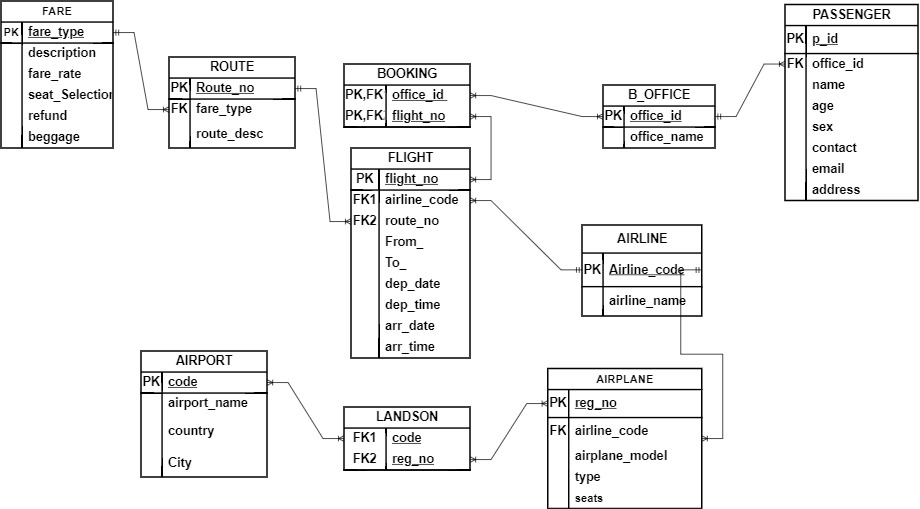 FARE
PK fare_type
description
fare_rate
seat_Selection
refund
beggage
ROUTE
PK Route_no
FK fare_type
route_desc
BOOKING
PK,FK office_id
PK,FK flight_no
B_OFFICE
PK office_id
office_name
PASSENGER
PK p_id
FK office_id
name
age
sex
contact
email
address
FLIGHT
PK flight_no
FK1 airline_code
FK2 route_no
From_
To_
dep_date
dep_time
arr_date
arr_time
AIRLINE
PK Airline_code
airline_name
AIRPORT
PK code
airport_name
country
City
LANDSON
FK1 code
FK2 reg_no
AIRPLANE
PK reg_no
FK airline_code
airplane_model
type
seats